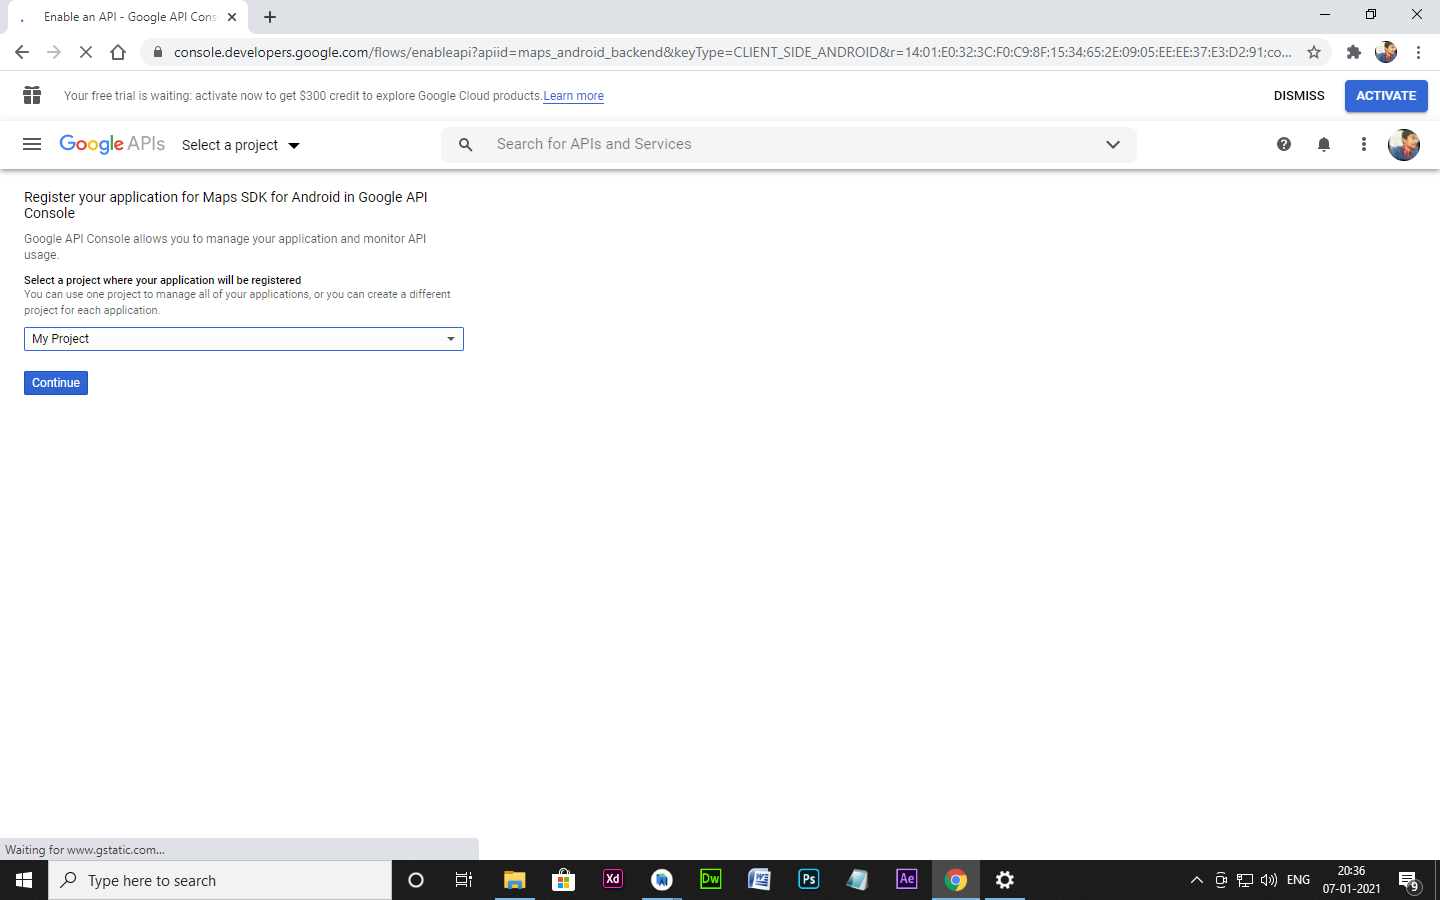 Enable an API - Google API Cons
console.developers.google.com/flows/enableapi?apiid=maps_android_backend&keyType=CLIENT_SIDE_ANDROID&r=14:01:E0:32:3C:F0:C9:8F:15:34:65:2E:09:05:EE:EE:37:E3:D2:91;co...
Your free trial is waiting: activate now to get $300 credit to explore Google Cloud products. Learn more
DISMISS
ACTIVATE
Google APIs
Select a project
Search for APIs and Services
Register your application for Maps SDK for Android in Google API
Console
Google API Console allows you to manage your application and monitor API
usage.
Select a project where your application will be registered
You can use one project to manage all of your applications, or you can create a different
project for each application.
My Project
Continue
Waiting for www.gstatic.com...
Type here to search
Xd
Dw
W
Ps
Ae
ENG
20:36
07-01-2021
9